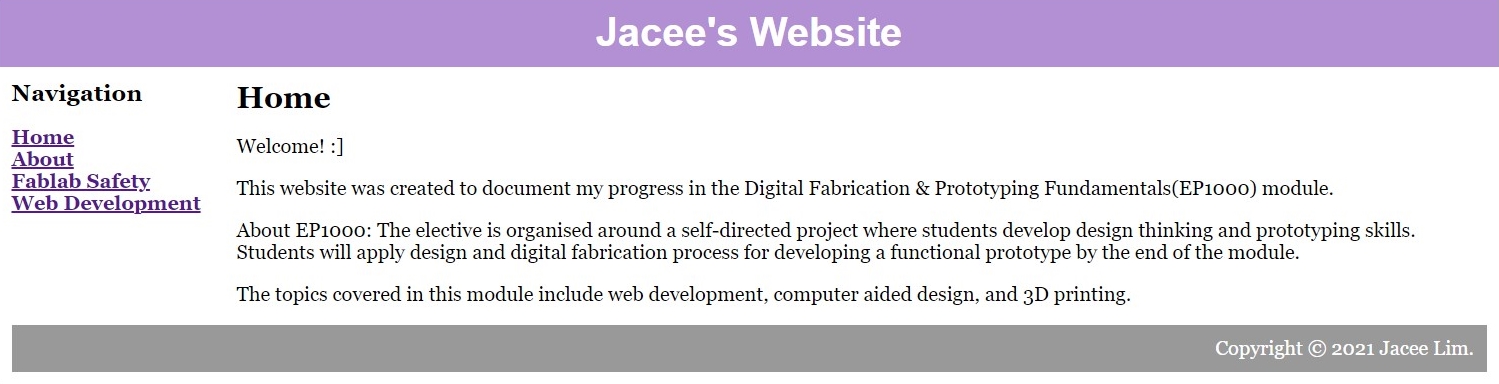 Jacee's Website
Navigation
Home
About
Fablab Safety
Web Development
Home
Welcome! :]
This website was created to document my progress in the Digital Fabrication & Prototyping Fundamentals(EP1000) module.
About EP1000: The elective is organised around a self-directed project where students develop design thinking and prototyping skills.
Students will apply design and digital fabrication process for developing a functional prototype by the end of the module.
The topics covered in this module include web development, computer aided design, and 3D printing.
Copyright © 2021 Jacee Lim.